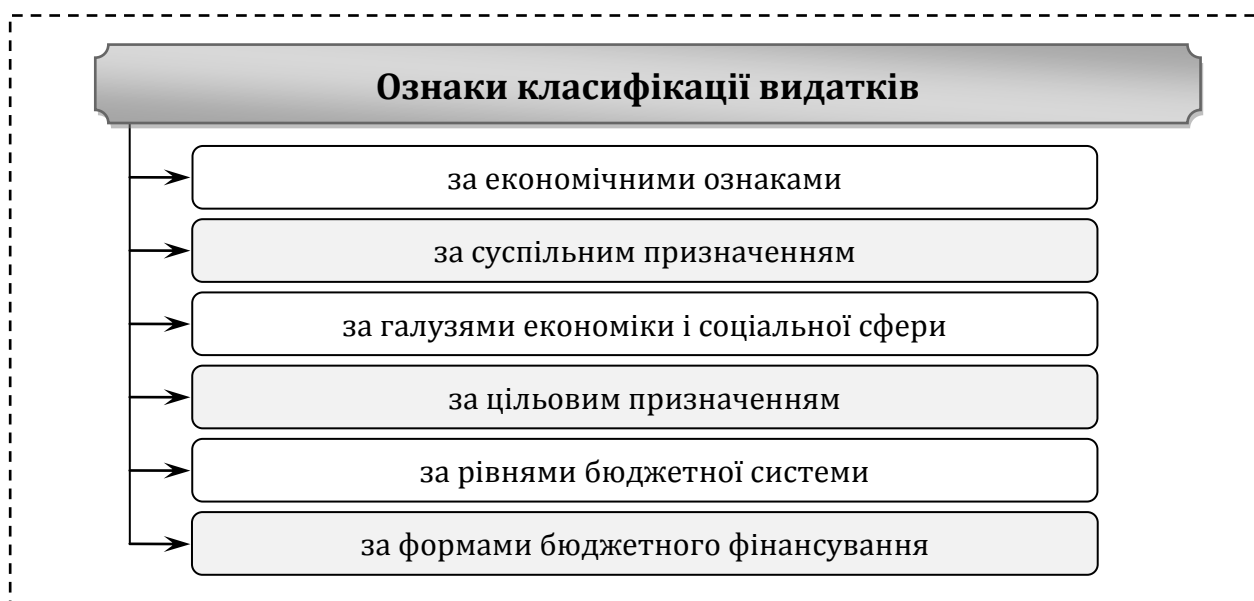 Ознаки класифікації видатків
за економічними ознаками
за суспільним призначенням
за галузями економіки і соціальної сфери
за цільовим призначенням
за рівнями бюджетної системи
за формами бюджетного фінансування